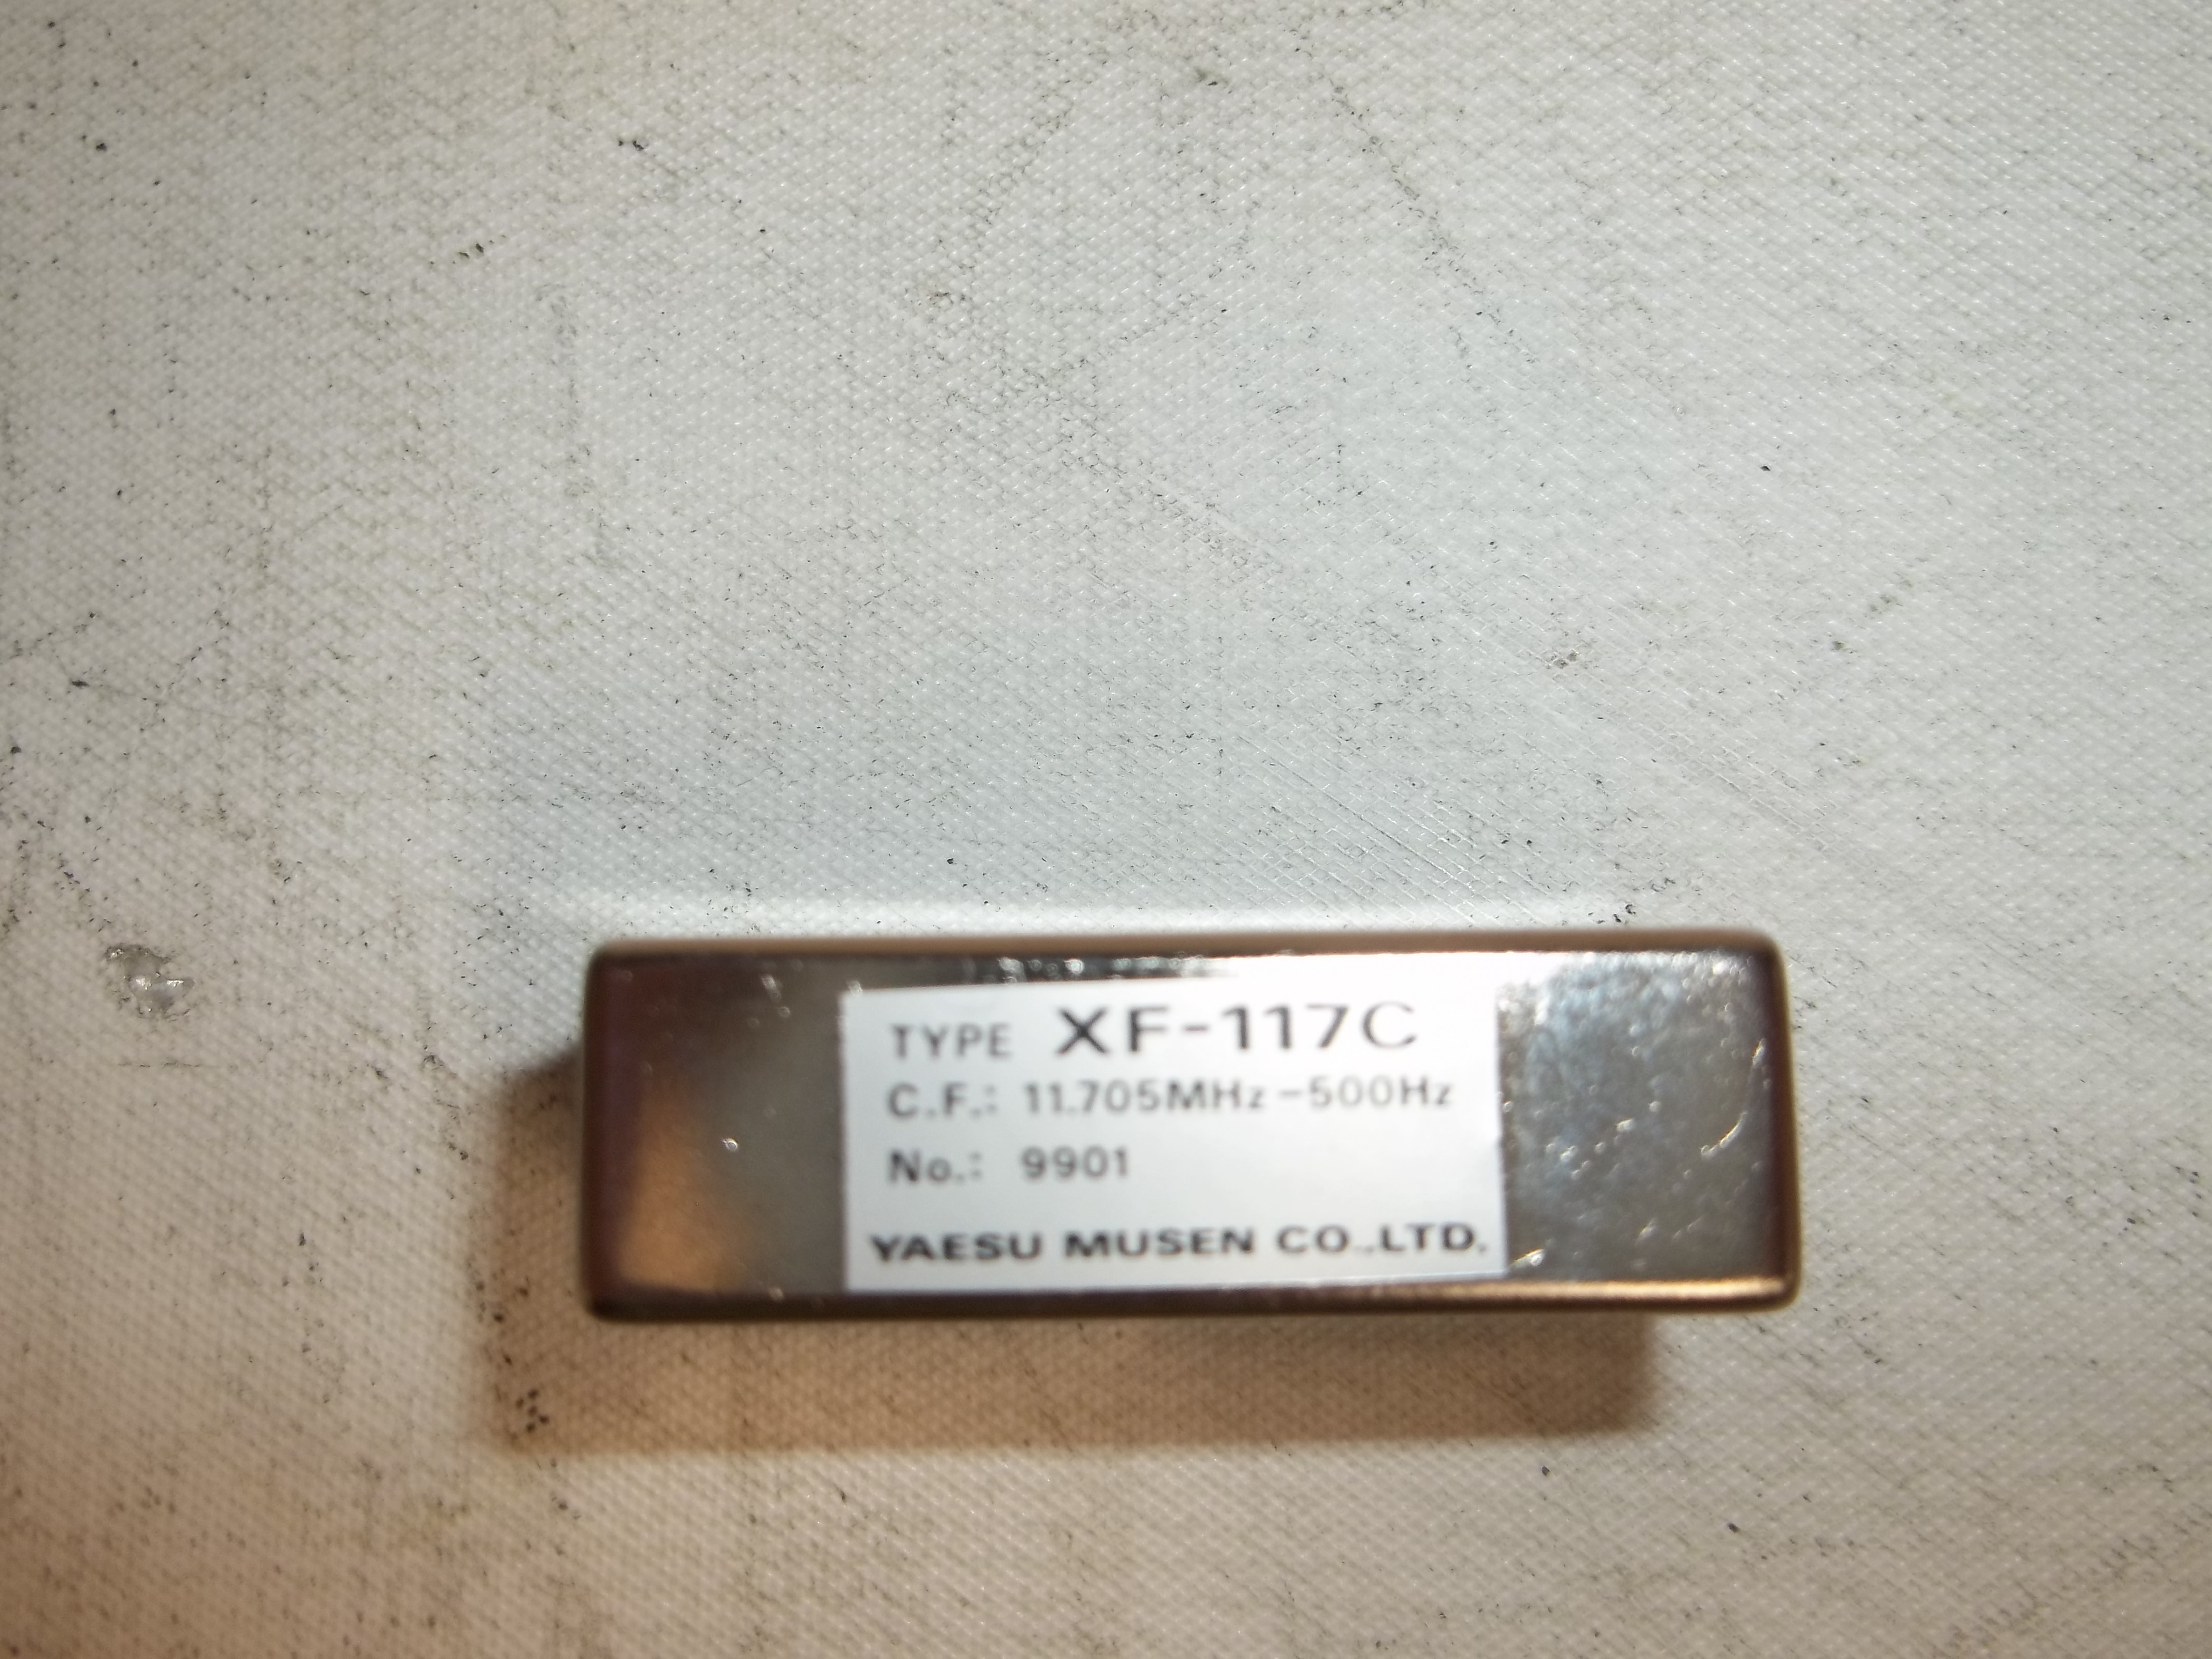 TYPE XF-117C
C.F.: 11.705MHz-500Hz
No.: 9901
YAESU MUSEN CO.,LTD.